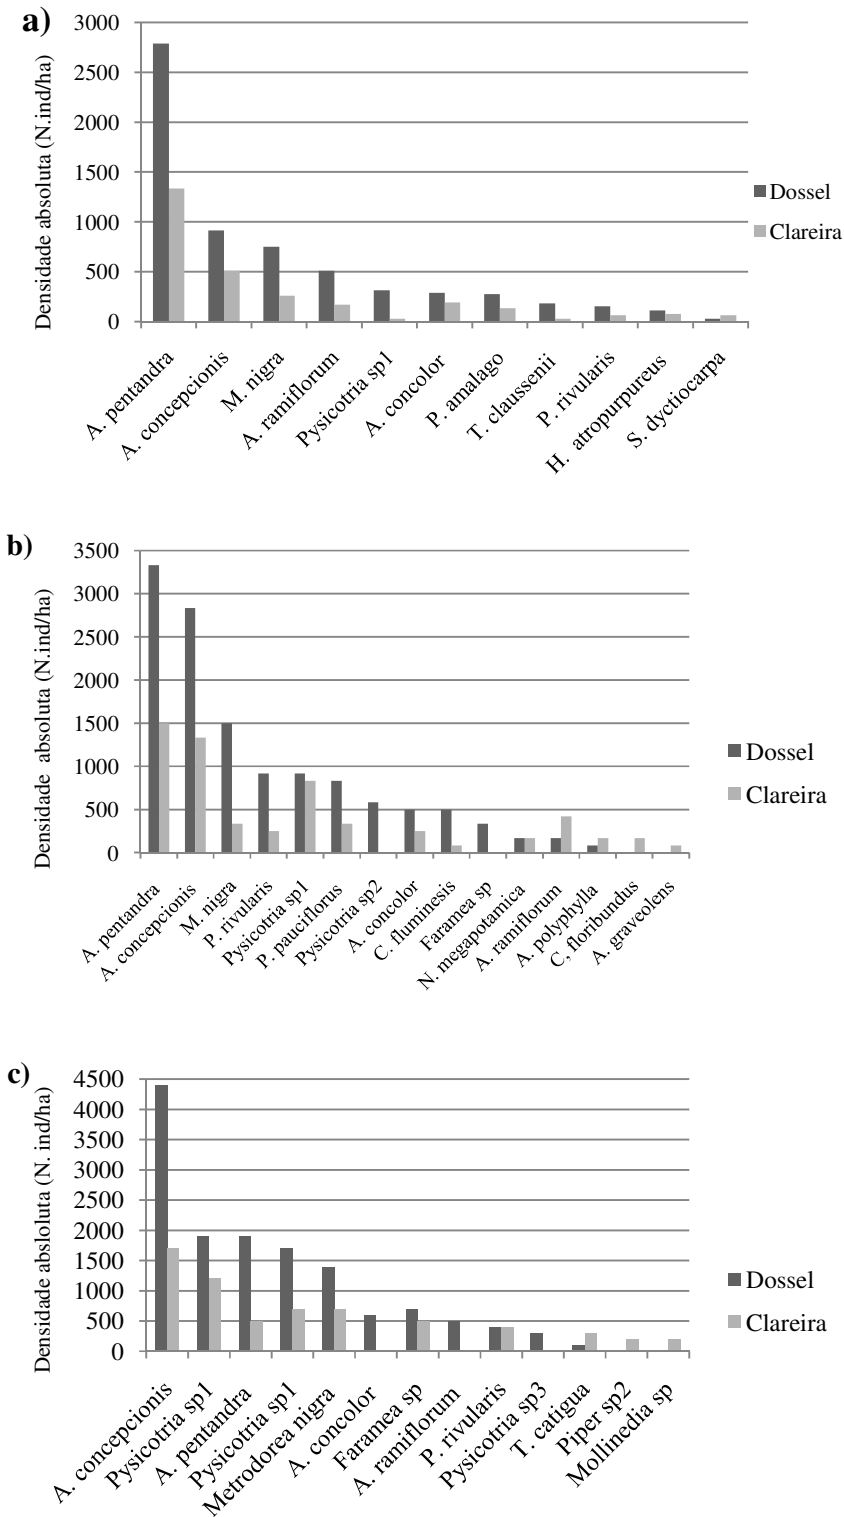 a)
Densidade absoluta (N.ind/ha)
3000
2500
2000
1500
1000
500
0
A. pentandra
A. concepcionis
M. nigra
A. ramiflorum
Pysicotria sp1
A. concolor
P. amalago
T. claussenii
P. rivularis
H. atropurpureus
S. dyctiocarpa
Dossel
Clareira
b)
Densidade absoluta (N.ind/ha)
3500
3000
2500
2000
1500
1000
500
0
A. pentandra
A. concepcionis
M. nigra
P. rivularis
Pysicotria sp1
P. pauciflorus
Pysicotria sp2
A. concolor
C. fluminesis
Faramea sp
N. megapotamica
A. ramiflorum
A. polyphylla
C, floribundus
A. graveolens
Dossel
Clareira
c)
Densidade absloluta (N. ind/ha)
4500
4000
3500
3000
2500
2000
1500
1000
500
0
A. concepcionis
Pysicotria sp1
A. pentandra
Pysicotria sp1
Metrodorea nigra
A. concolor
Faramea sp
A. ramiflorum
P. rivularis
Pysicotria sp3
T. catigua
Piper sp2
Mollinedia sp
Dossel
Clareira